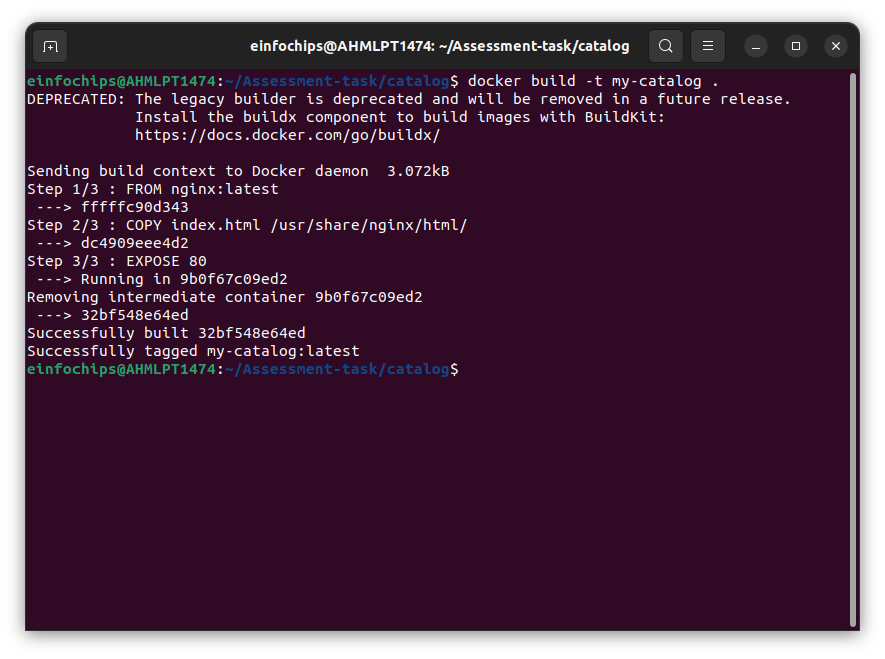 einfochips@AHMLPT1474: ~/Assessment-task/catalog
einfochips@AHMLPT1474:~/Assessment-task/catalog$ docker build -t my-catalog .
DEPRECATED: The legacy builder is deprecated and will be removed in a future release.
            Install the buildx component to build images with BuildKit:
            https://docs.docker.com/go/buildx/

Sending build context to Docker daemon  3.072kB
Step 1/3 : FROM nginx:latest
 ---> fffffc90d343
Step 2/3 : COPY index.html /usr/share/nginx/html/
 ---> dc4909eee4d2
Step 3/3 : EXPOSE 80
 ---> Running in 9b0f67c09ed2
Removing intermediate container 9b0f67c09ed2
 ---> 32bf548e64ed
Successfully built 32bf548e64ed
Successfully tagged my-catalog:latest
einfochips@AHMLPT1474:~/Assessment-task/catalog$